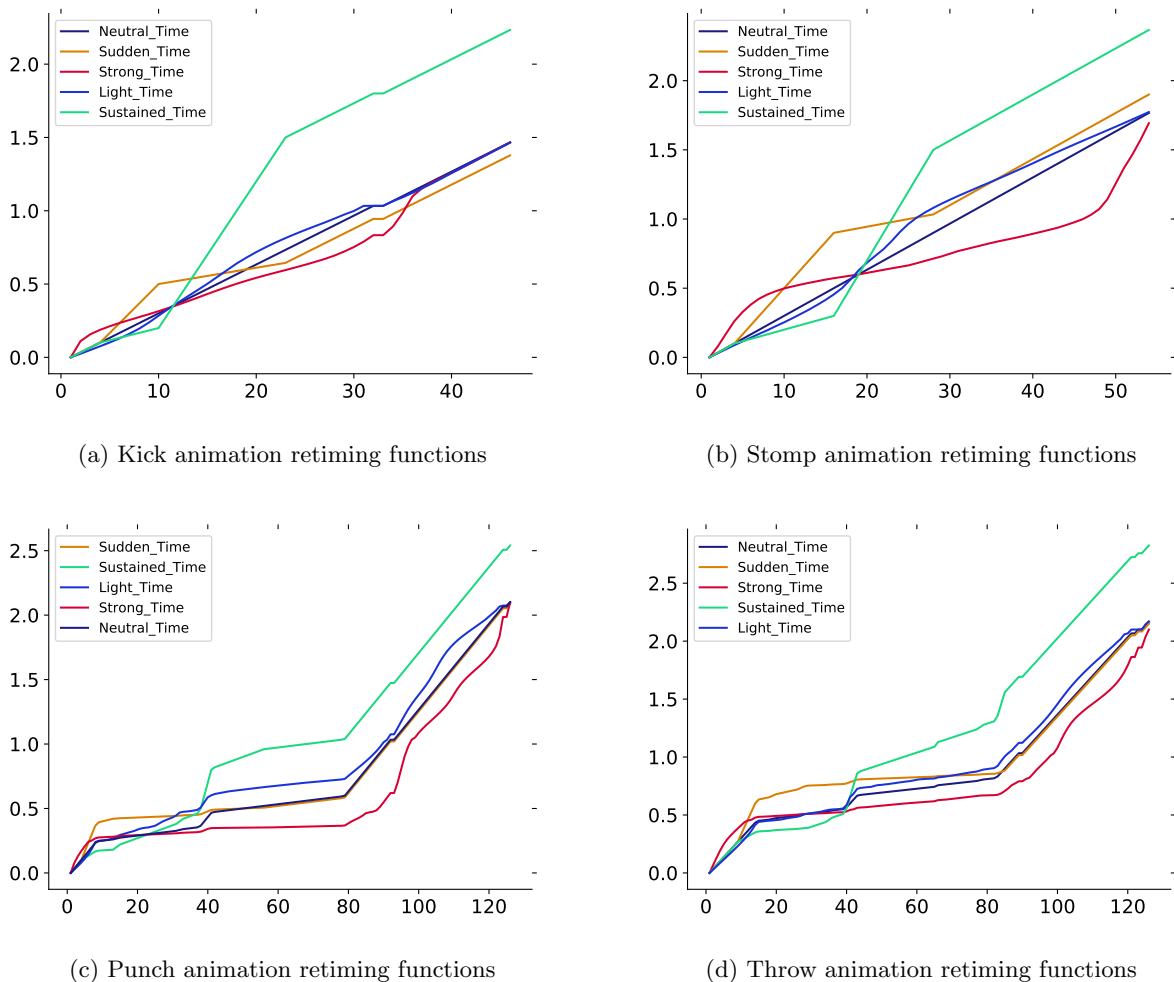 Neutral_Time
Sudden_Time
Strong_Time
Light_Time
Sustained_Time
2.0
1.5
1.0
0.5
0.0
0 10 20 30 40
(a) Kick animation retiming functions
Neutral_Time
Sudden_Time
Strong_Time
Light_Time
Sustained_Time
2.0
1.5
1.0
0.5
0.0
0 10 20 30 40 50
(b) Stomp animation retiming functions
Sudden_Time
Sustained_Time
Light_Time
Strong_Time
Neutral_Time
2.5
2.0
1.5
1.0
0.5
0.0
0 20 40 60 80 100 120
(c) Punch animation retiming functions
Neutral_Time
Sudden_Time
Strong_Time
Sustained_Time
Light_Time
2.5
2.0
1.5
1.0
0.5
0.0
0 20 40 60 80 100 120
(d) Throw animation retiming functions